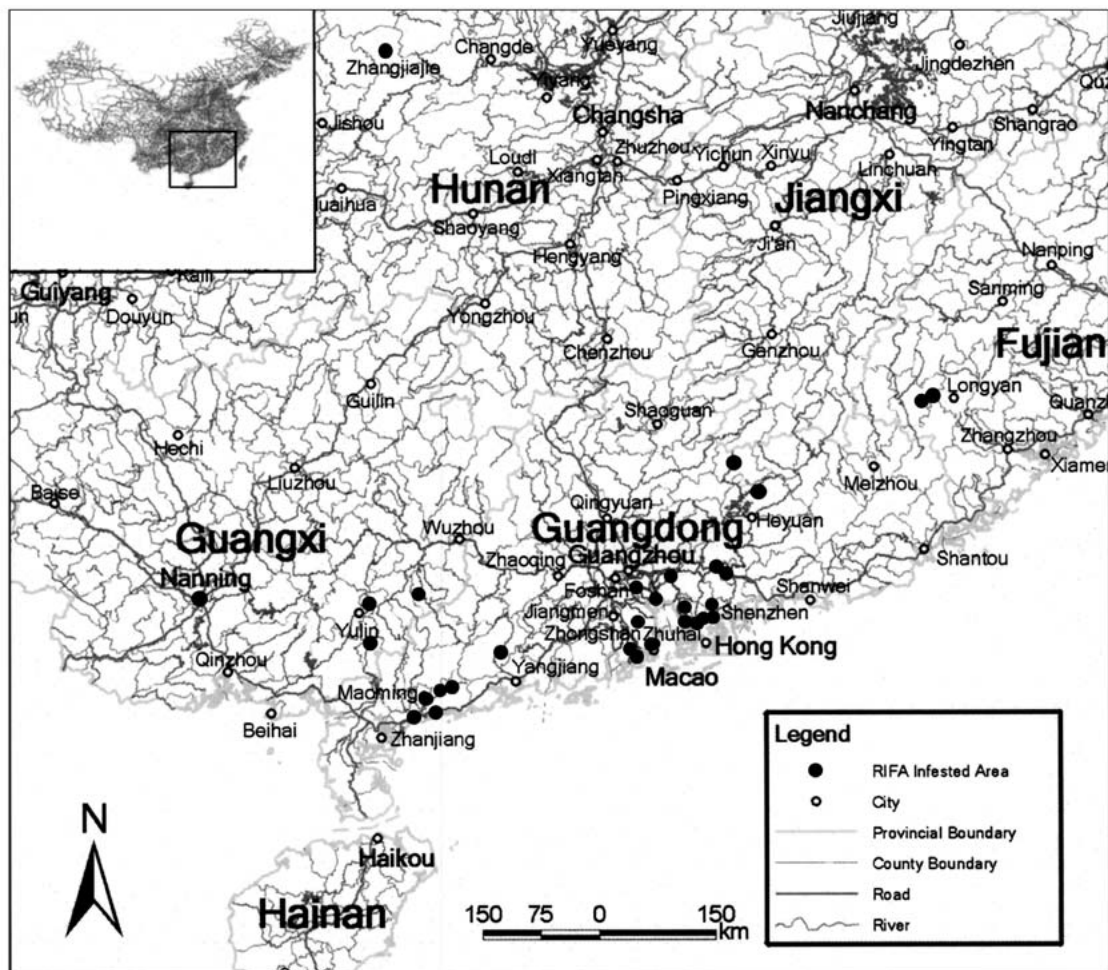 Jiujiang
Yueyang
Changde
Jingdezhen
Zhangjiajie
Yiyang
Nanchang
Changsha
Shangrao
Jishou
Yingtan
Zhuzhou
Yichun
Xinyu
Linchuan
Loudi
Xiangtan
Pingxiang
Hunan
Jiangxi
Shaoyang
Ji'an
Hengyang
Nanping
Guiyang
Sanming
Douyun
Yongzhou
Chenzhou
Ganzhou
Fujian
Longyan
Guilin
Shaoguan
Zhangzhou
Hechi
Liuzhou
Meizhou
Baise
Qingyuan
Heyuan
Wuzhou
Guangdong
Guangxi
Zhaoqing
Guangzhou
Shantou
Nanning
Foshan
Shanwei
Jiangmen
Shenzhen
Yulin
Zhongshan
Zhuhai
Hong Kong
Qinzhou
Yangjiang
Macao
Maoming
Beihai
Zhanjiang
Legend
RIFA Infested Area
City
Provincial Boundary
County Boundary
Road
River
N
Haikou
Hainan
150 75 0 150
km